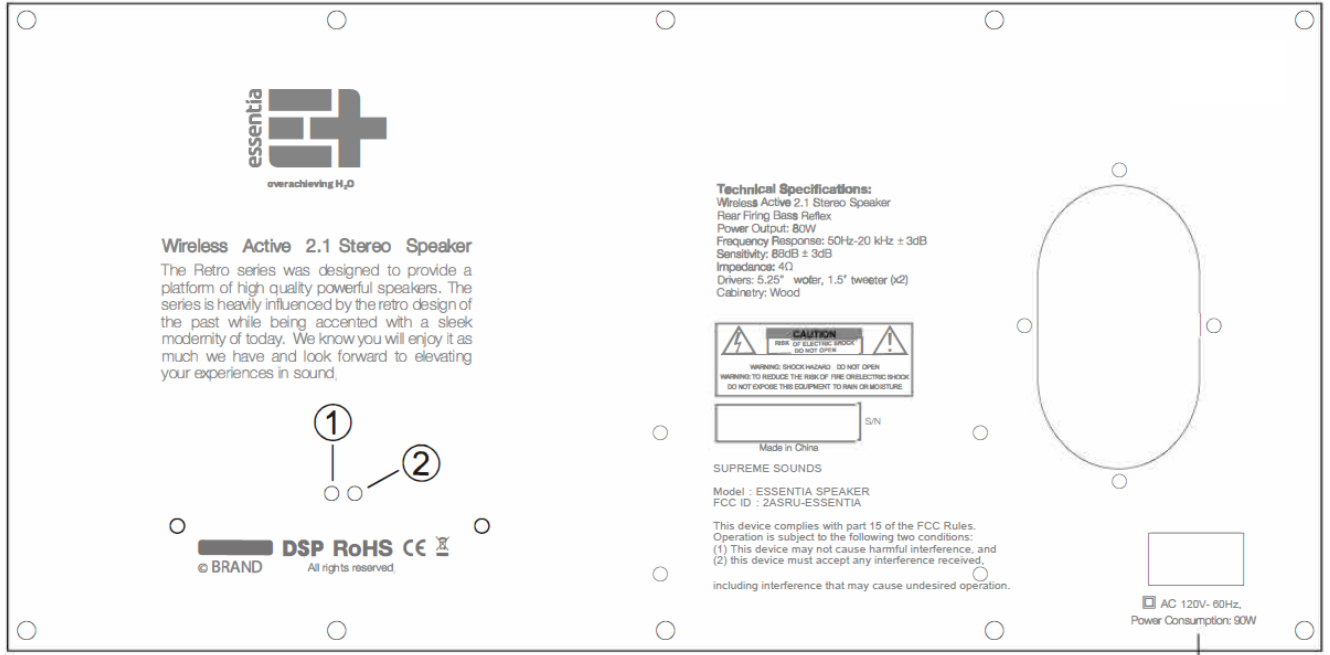 essentia
overachieving H₂O
Wireless Active 2.1 Stereo Speaker
The Retro series was designed to provide a
platform of high quality powerful speakers. The
series is heavily influenced by the retro design of
the past while being accented with a sleek
modernity of today. We know you will enjoy it as
much we have and look forward to elevating
your experiences in sound.
1
2
DSP RoHS CE
© BRAND
All rights reserved.
Technical Specifications:
Wireless Active 2.1 Stereo Speaker
Rear Firing Bass Reflex
Power Output: 80W
Frequency Response: 50Hz-20 kHz ± 3dB
Sensitivity: 88dB ± 3dB
Impedance: 4Ω
Drivers: 5.25" wofer, 1.5" tweeter (x2)
Cabinetry: Wood
CAUTION
RISK OF ELECTRIC SHOCK
DO NOT OPEN
WARNING: SHOCK HAZARD DO NOT OPEN
WARNING: TO REDUCE THE RISK OF FIRE OR ELECTRIC SHOCK
DO NOT EXPOSE THIS EQUIPMENT TO RAIN OR MOISTURE
S/N
Made in China
SUPREME SOUNDS
Model : ESSENTIA SPEAKER
FCC ID : 2ASRU-ESSENTIA
This device complies with part 15 of the FCC Rules.
Operation is subject to the following two conditions:
(1) This device may not cause harmful interference, and
(2) this device must accept any interference received,
including interference that may cause undesired operation.
AC 120V- 60Hz,
Power Consumption: 90W